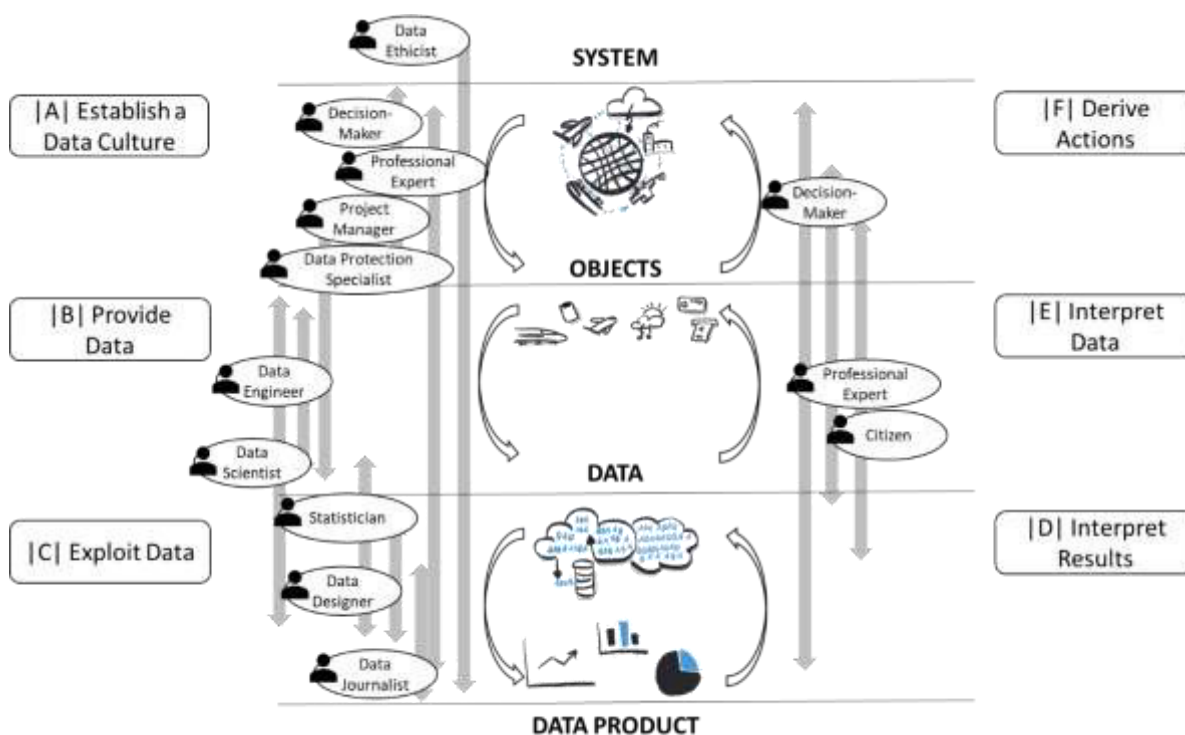 Data
Ethicist
SYSTEM
|A| Establish a
Data Culture
Decision-
Maker
Professional
Expert
Project
Manager
Data Protection
Specialist
OBJECTS
|F| Derive
Actions
Decision-
Maker
|B| Provide
Data
Data
Engineer
Data
Scientist
DATA
|E| Interpret
Data
Professional
Expert
Citizen
|C| Exploit Data
Statistician
Data
Designer
Data
Journalist
|D| Interpret
Results
DATA PRODUCT